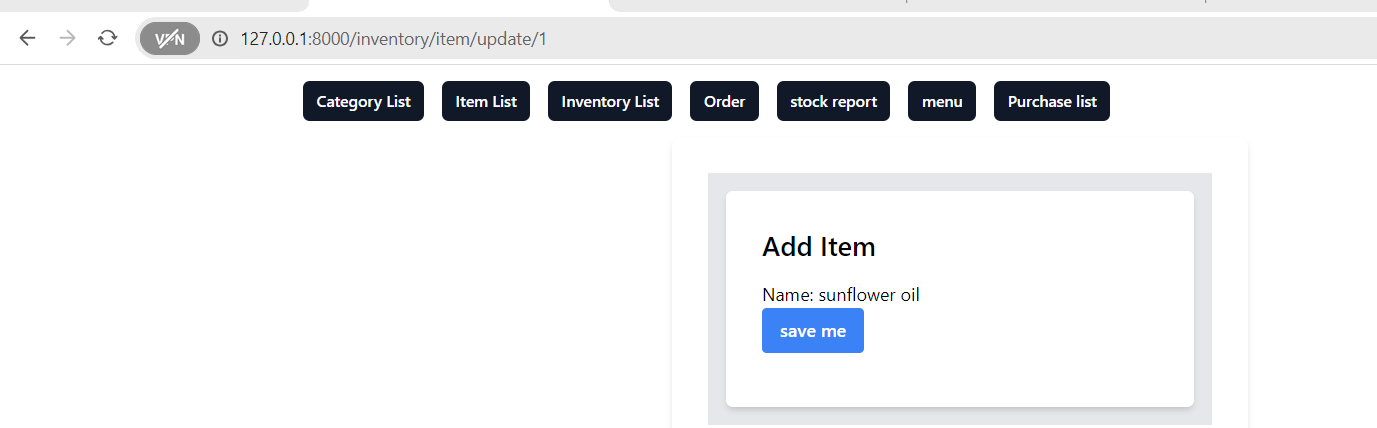 VPN
127.0.0.1:8000/inventory/item/update/1
Category List Item List Inventory List Order stock report menu Purchase list
Add Item
Name: sunflower oil
save me